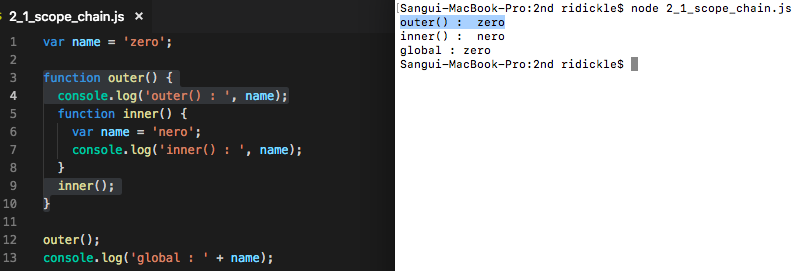 2_1_scope_chain.js ×
1 var name = 'zero';
2
3 function outer() {
4   console.log('outer() : ', name);
5   function inner() {
6     var name = 'nero';
7     console.log('inner() : ', name);
8   }
9   inner();
10 }
11
12 outer();
13 console.log('global : ' + name);
[Sangui-MacBook-Pro:2nd ridickle$ node 2_1_scope_chain.js
outer() :  zero
inner() :  nero
global : zero
Sangui-MacBook-Pro:2nd ridickle$